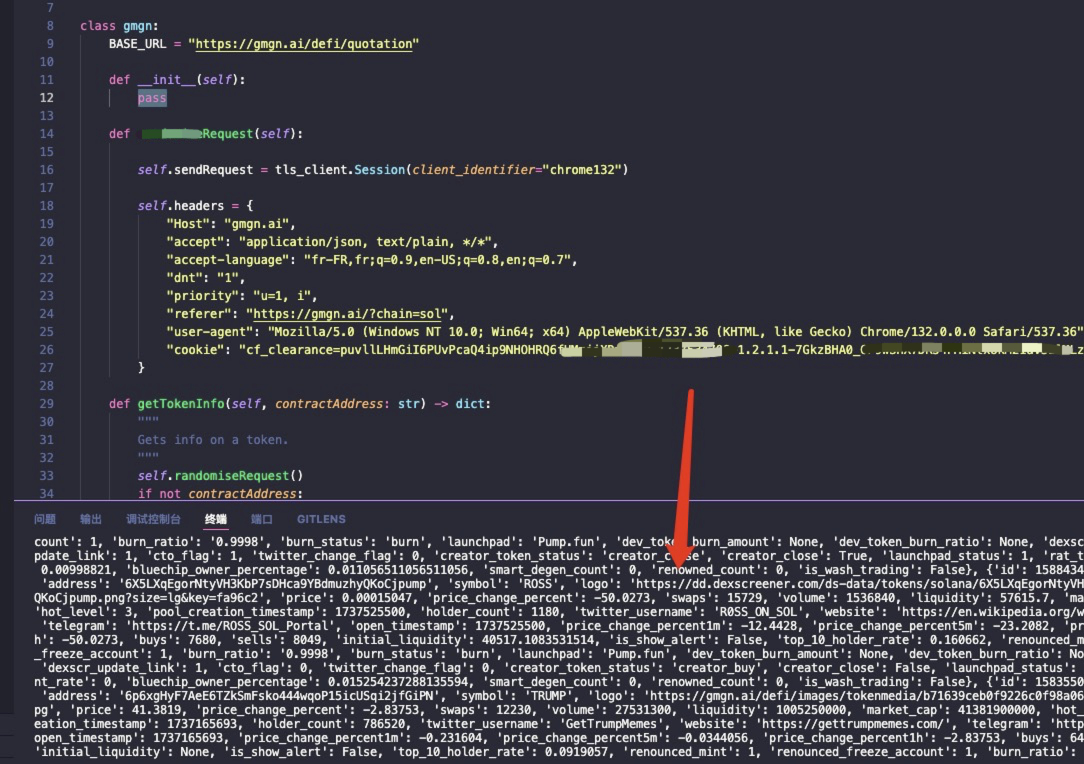 7
8 class gmgn:
9 BASE_URL = "https://gmgn.ai/defi/quotation"
10
11 def __init__(self):
12 pass
13
14 def Request(self):
15
16 self.sendRequest = tls_client.Session(client_identifier="chrome132")
17
18 self.headers = {
19 "Host": "gmgn.ai",
20 "accept": "application/json, text/plain, */*",
21 "accept-language": "fr-FR,fr;q=0.9,en-US;q=0.8,en;q=0.7",
22 "dnt": "1",
23 "priority": "u=1, i",
24 "referer": "https://gmgn.ai/?chain=sol",
25 "user-agent": "Mozilla/5.0 (Windows NT 10.0; Win64; x64) AppleWebKit/537.36 (KHTML, like Gecko) Chrome/132.0.0.0 Safari/537.36"
26 "cookie":
27 }
28
29 def getTokenInfo(self, contractAddress: str) -> dict:
30 """
31 Gets info on a token.
32 """
33 self.randomiseRequest()
34 if not contractAddress:
问题 输出 调试控制台 终端 端口 GITLENS
count': 1, 'burn_ratio': '0.9998', 'burn_status': 'burn', 'launchpad': 'Pump.fun', 'dev_token_burn_amount': None, 'dev_token_burn_ratio': None, 'dexsc
pdate_link': 1, 'cto_flag': 1, 'twitter_change_flag': 0, 'creator_token_status': 'creator_close', 'creator_close': True, 'launchpad_status': 1, 'rat_t
0.00998821, 'bluechip_owner_percentage': 0.011056511056511056, 'smart_degen_count': 0, 'renowned_count': 0, 'is_wash_trading': False}, {'id': 1588434
'address': '6X5LXqEgorNtyVH3KbP7sDHca9YBdmuzhyQKoCjpump', 'symbol': 'ROSS', 'logo': 'https://dd.dexscreener.com/ds-data/tokens/solana/6X5LXqEgorNtyVH
QKoCjpump.png?size=lg&key=fa96c2', 'price': 0.00015047, 'price_change_percent': -50.0273, 'swaps': 15729, 'volume': 1536840, 'liquidity': 57615.7, 'ma
'hot_level': 3, 'pool_creation_timestamp': 1737525500, 'holder_count': 1180, 'twitter_username': 'R0SS_ON_SOL', 'website': 'https://en.wikipedia.org/w
'telegram': 'https://t.me/ROSS_SOL_Portal', 'open_timestamp': 1737525500, 'price_change_percent1m': -12.4428, 'price_change_percent5m': -23.2082, 'pr
h': -50.0273, 'buys': 7680, 'sells': 8049, 'initial_liquidity': 40517.1083531514, 'is_show_alert': False, 'top_10_holder_rate': 0.160662, 'renounced_m
_freeze_account': 1, 'burn_ratio': '0.9998', 'burn_status': 'burn', 'launchpad': 'Pump.fun', 'dev_token_burn_amount': None, 'dev_token_burn_ratio': No
'dexscr_update_link': 1, 'cto_flag': 0, 'twitter_change_flag': 0, 'creator_token_status': 'creator_buy', 'creator_close': False, 'launchpad_status':
nt_rate': 0, 'bluechip_owner_percentage': 0.015254237288135594, 'smart_degen_count': 0, 'renowned_count': 0, 'is_wash_trading': False}, {'id': 1583550
'address': '6p6xgHyF7AeE6TZkSmFsko444wqoP15icUSqi2jfGiPN', 'symbol': 'TRUMP', 'logo': 'https://gmgn.ai/defi/images/tokenmedia/b71639ceb0f9226c0f98a06
pg', 'price': 41.3819, 'price_change_percent': -2.83753, 'swaps': 12230, 'volume': 27531300, 'liquidity': 1005250000, 'market_cap': 41381900000, 'hot_
eation_timestamp': 1737165693, 'holder_count': 786520, 'twitter_username': 'GetTrumpMemes', 'website': 'https://gettrumpmemes.com/', 'telegram': 'http
open_timestamp': 1737165693, 'price_change_percent1m': -0.231604, 'price_change_percent5m': -0.0344056, 'price_change_percent1h': -2.83753, 'buys': 64
'initial_liquidity': None, 'is_show_alert': False, 'top_10_holder_rate': 0.0919057, 'renounced_mint': 1, 'renounced_freeze_account': 1, 'burn_ratio':